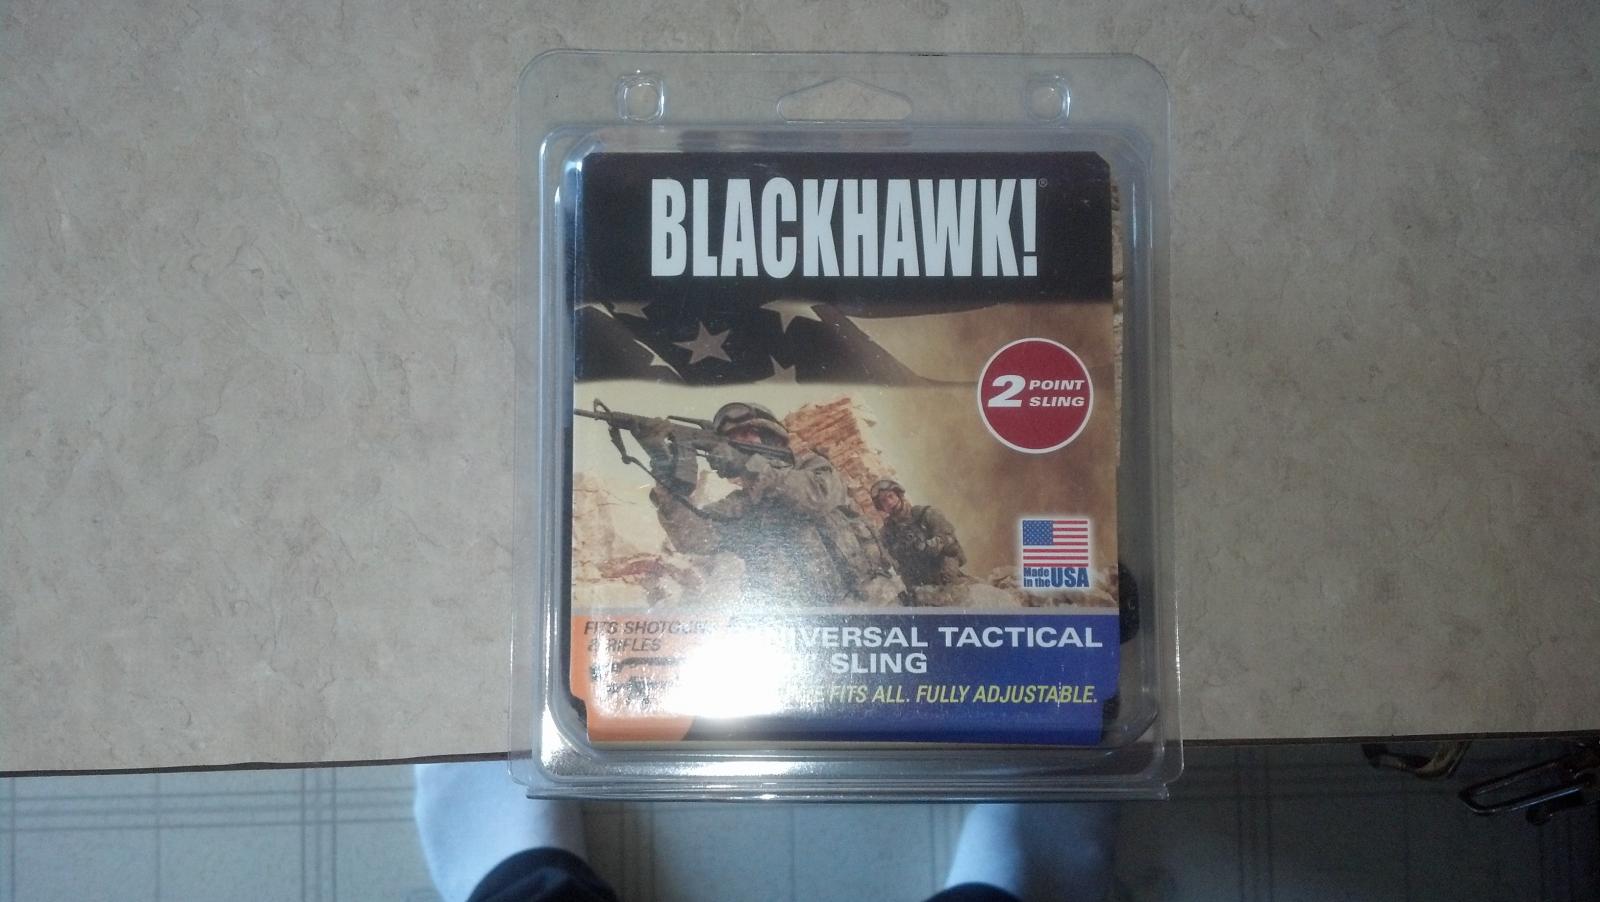 BLACKHAWK!®
2 POINT
SLING
Made
in the USA
FITS SHOTGUNS
& RIFLES
UNIVERSAL TACTICAL
SLING
FITS ALL. FULLY ADJUSTABLE.